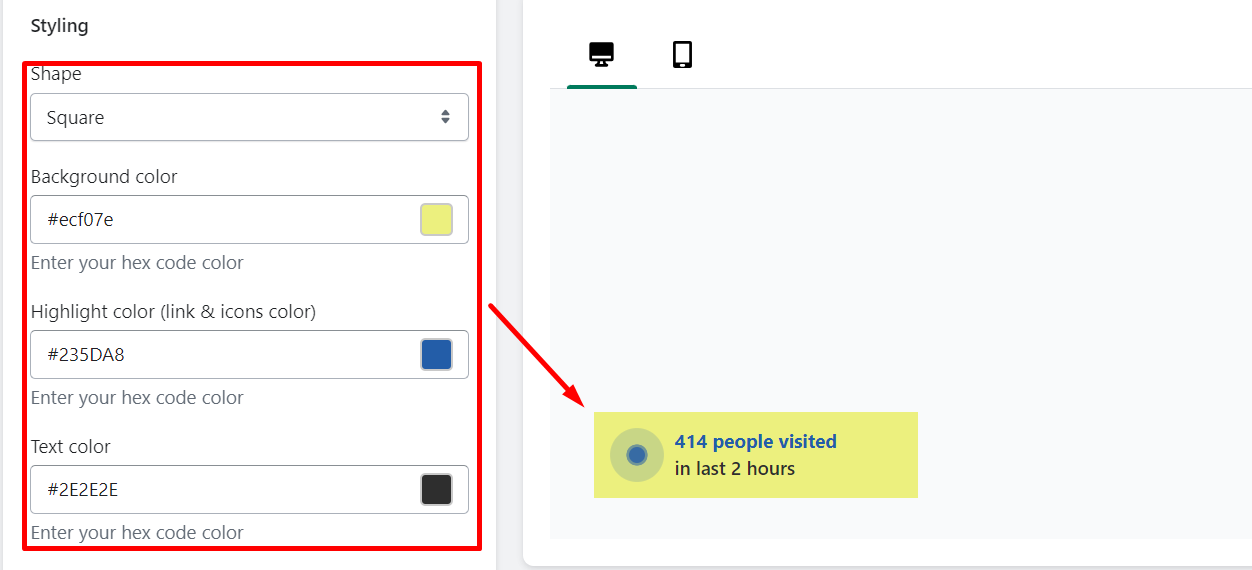 Styling
Shape
Square
Background color
#ecf07e
Enter your hex code color
Highlight color (link & icons color)
#235DA8
Enter your hex code color
Text color
#2E2E2E
Enter your hex code color
414 people visited
in last 2 hours